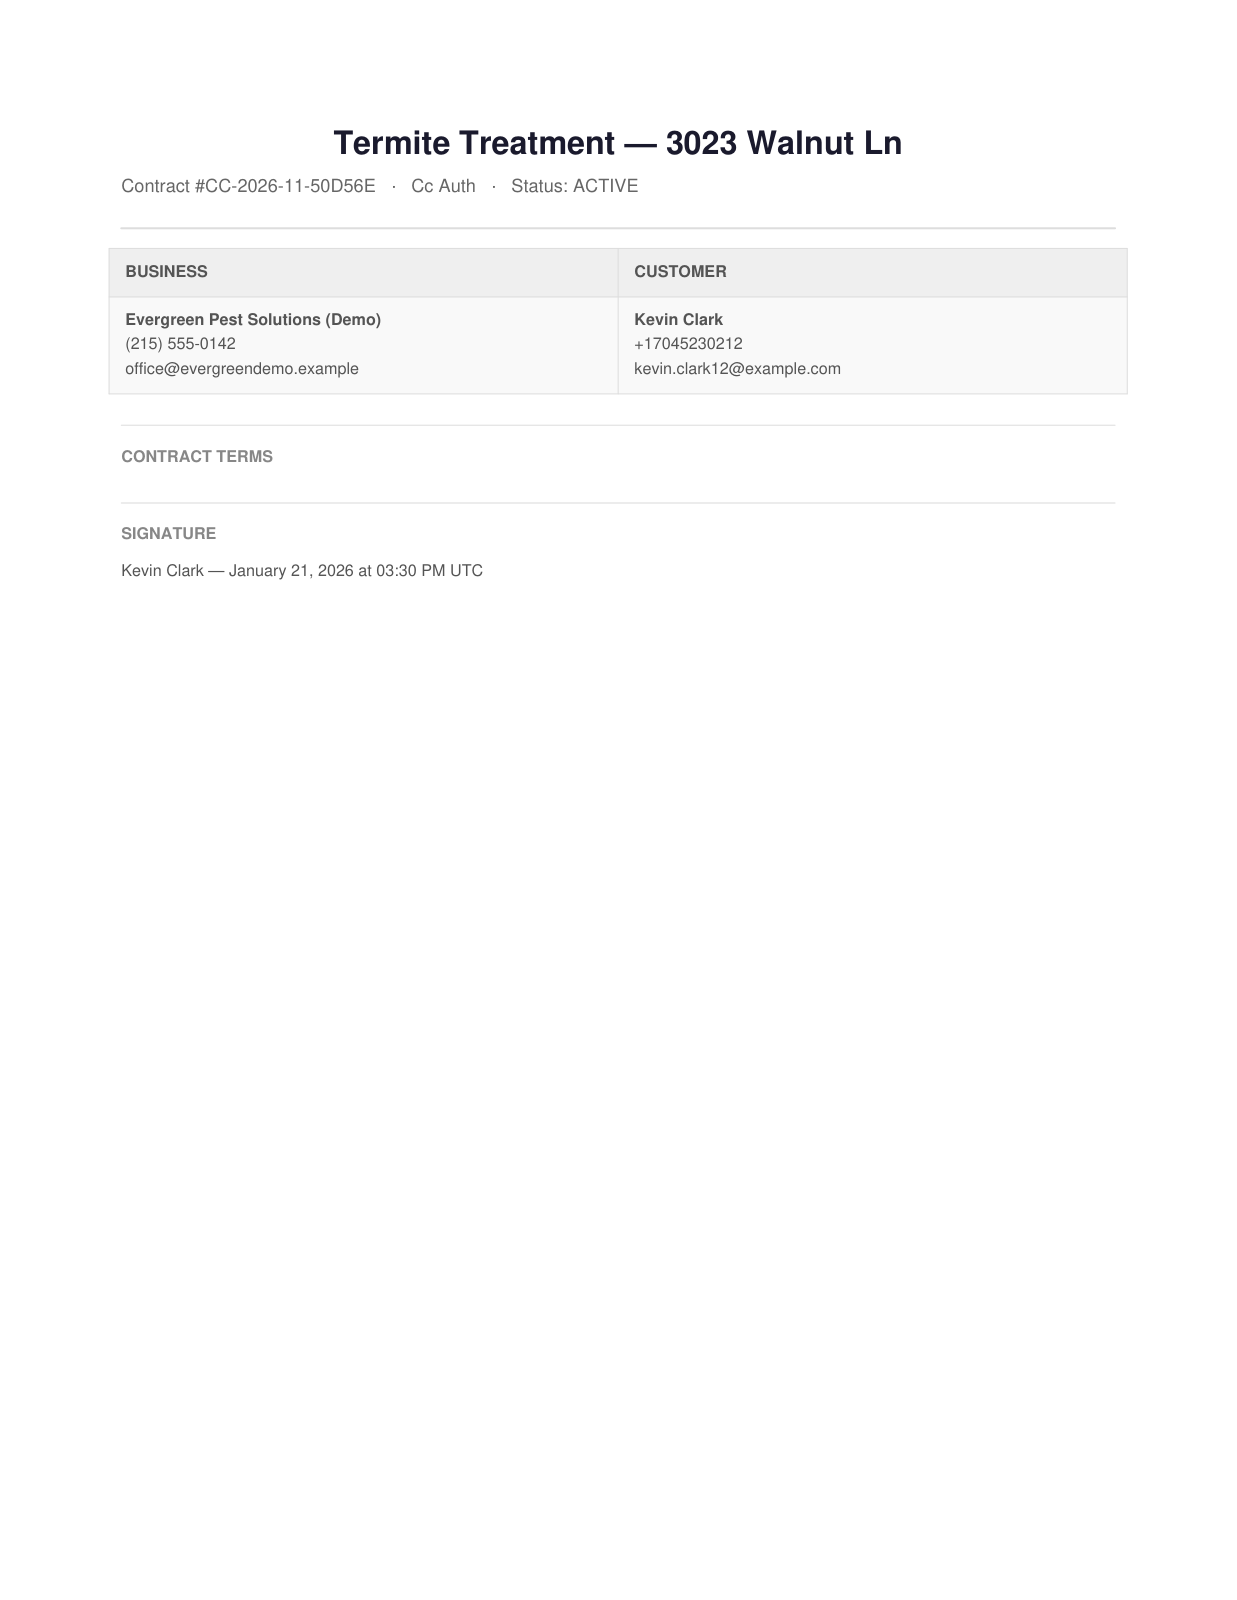 Termite Treatment — 3023 Walnut Ln
Contract #CC-2026-11-50D56E · Cc Auth · Status: ACTIVE
BUSINESS
CUSTOMER
Evergreen Pest Solutions (Demo)
(215) 555-0142
office@evergreendemo.example
Kevin Clark
+17045230212
kevin.clark12@example.com
CONTRACT TERMS
SIGNATURE
Kevin Clark — January 21, 2026 at 03:30 PM UTC